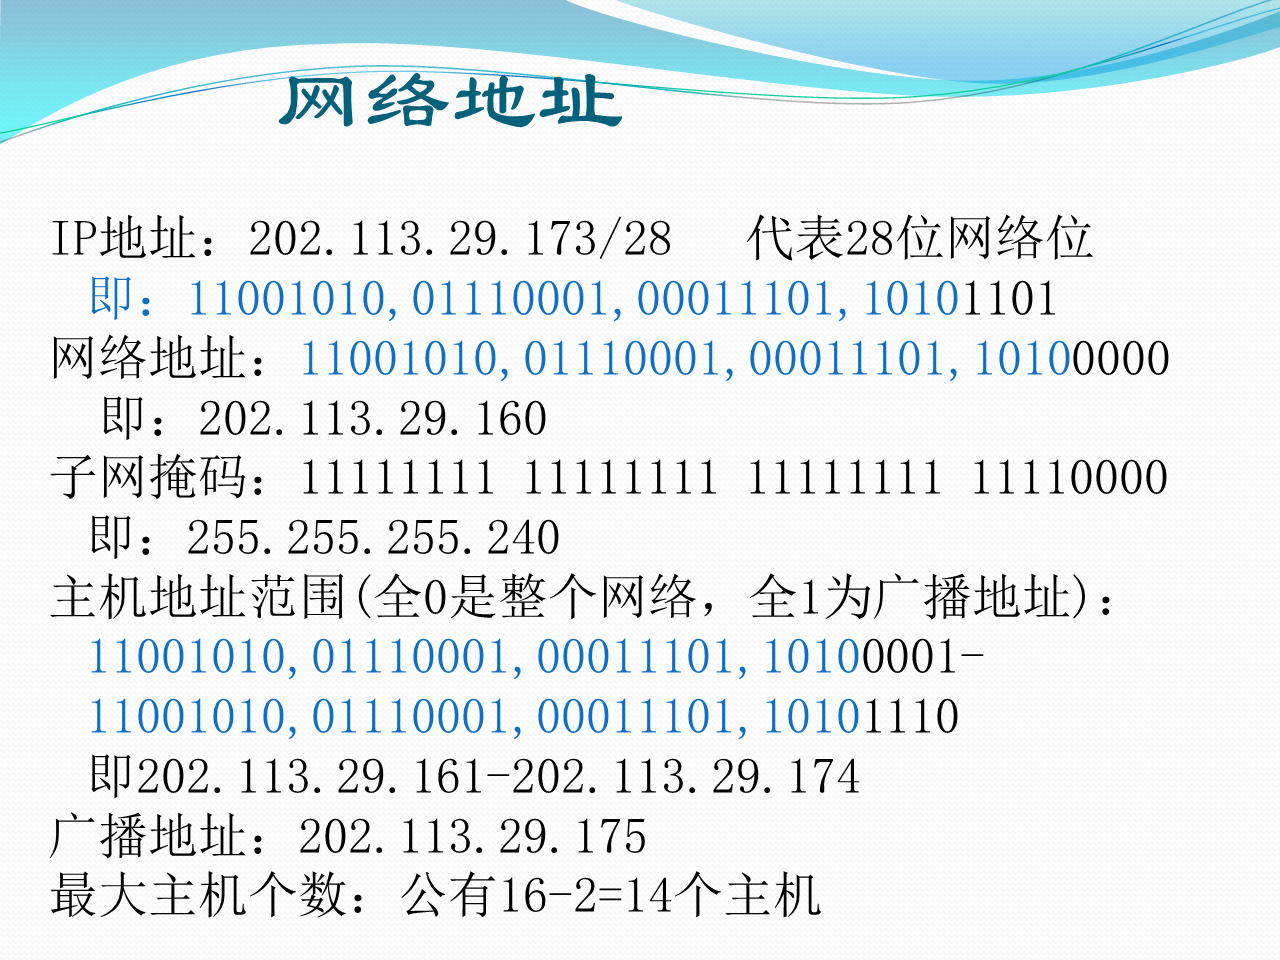 网络地址
IP地址：202.113.29.173/28 代表28位网络位
即：11001010,01110001,00011101,10101101
网络地址：11001010,01110001,00011101,10100000
即：202.113.29.160
子网掩码：11111111 11111111 11111111 11110000
即：255.255.255.240
主机地址范围(全0是整个网络，全1为广播地址)：
11001010,01110001,00011101,10100001-
11001010,01110001,00011101,10101110
即202.113.29.161-202.113.29.174
广播地址：202.113.29.175
最大主机个数：公有16-2=14个主机